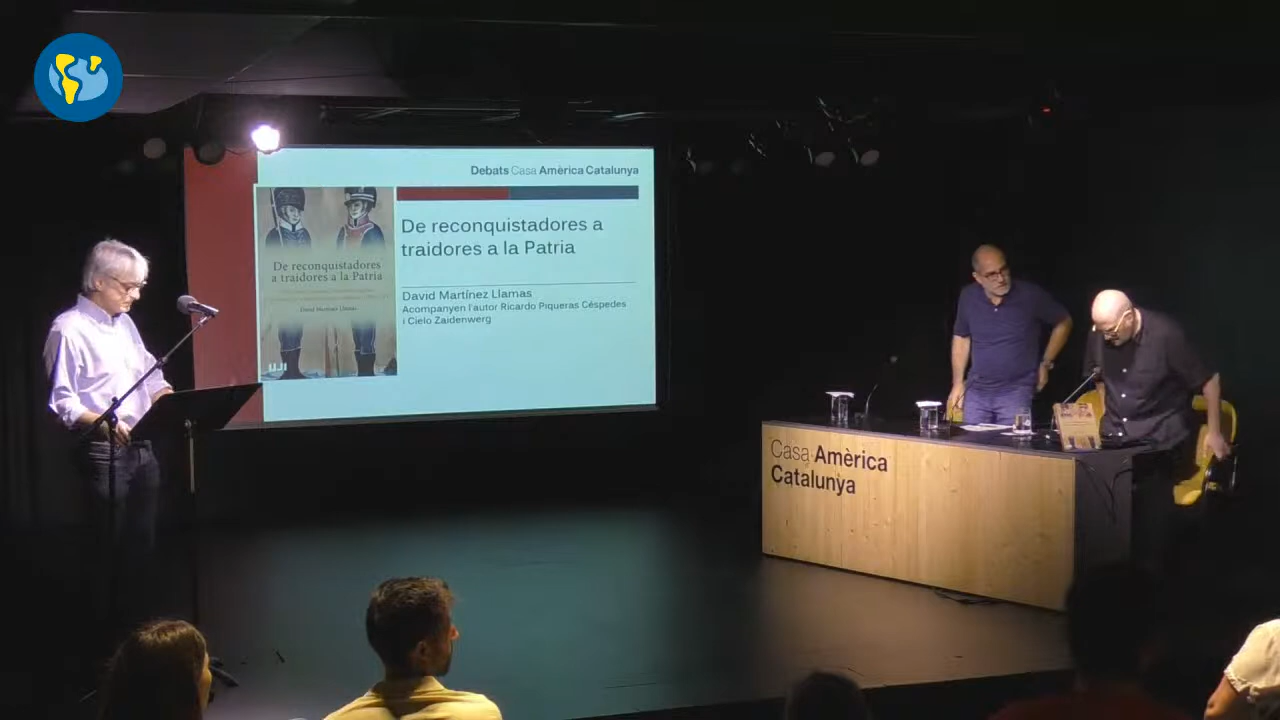 Debats Casa Amèrica Catalunya
De reconquistadores a
traidores a la Patria
De reconquistadores
a traidores a la Patria
David Martínez Llamas
UJI
David Martínez Llamas
Acompanyen l'autor Ricardo Piqueras Céspedes
i Cielo Zaidenwerg
Casa Amèrica
Catalunya